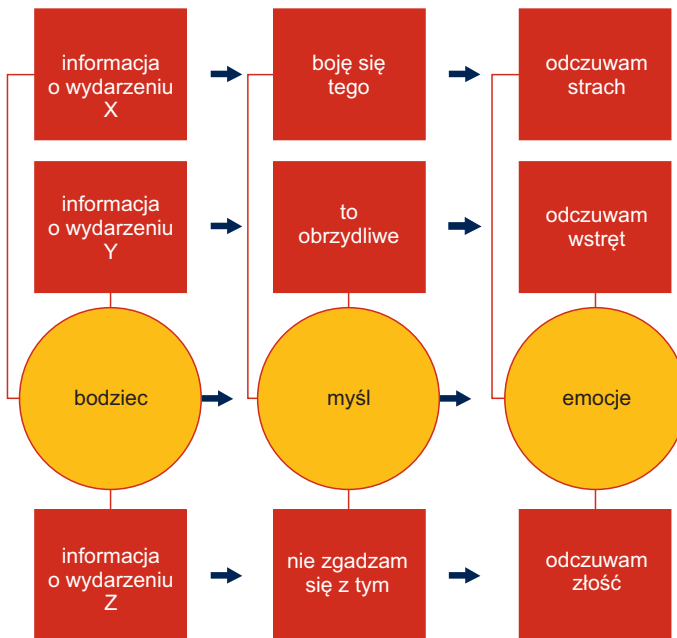 informacja
o wydarzeniu
X
boję się
tego
odczuwam
strach
informacja
o wydarzeniu
Y
to
obrzydliwe
odczuwam
wstręt
bodziec
myśl
emocje
informacja
o wydarzeniu
Z
nie zgadzam
się z tym
odczuwam
złość